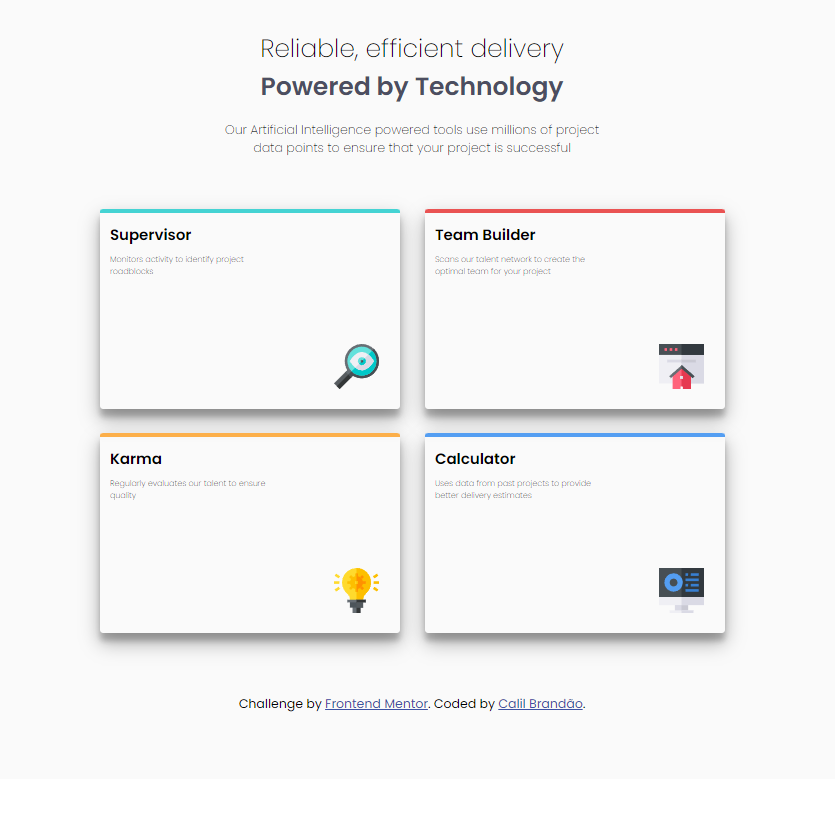 Reliable, efficient delivery
Powered by Technology
Our Artificial Intelligence powered tools use millions of project
data points to ensure that your project is successful
Supervisor
Monitors activity to identify project
roadblocks
Team Builder
Scans our talent network to create the
optimal team for your project
Karma
Regularly evaluates our talent to ensure
quality
Calculator
Uses data from past projects to provide
better delivery estimates
Challenge by Frontend Mentor. Coded by Calil Brandão.